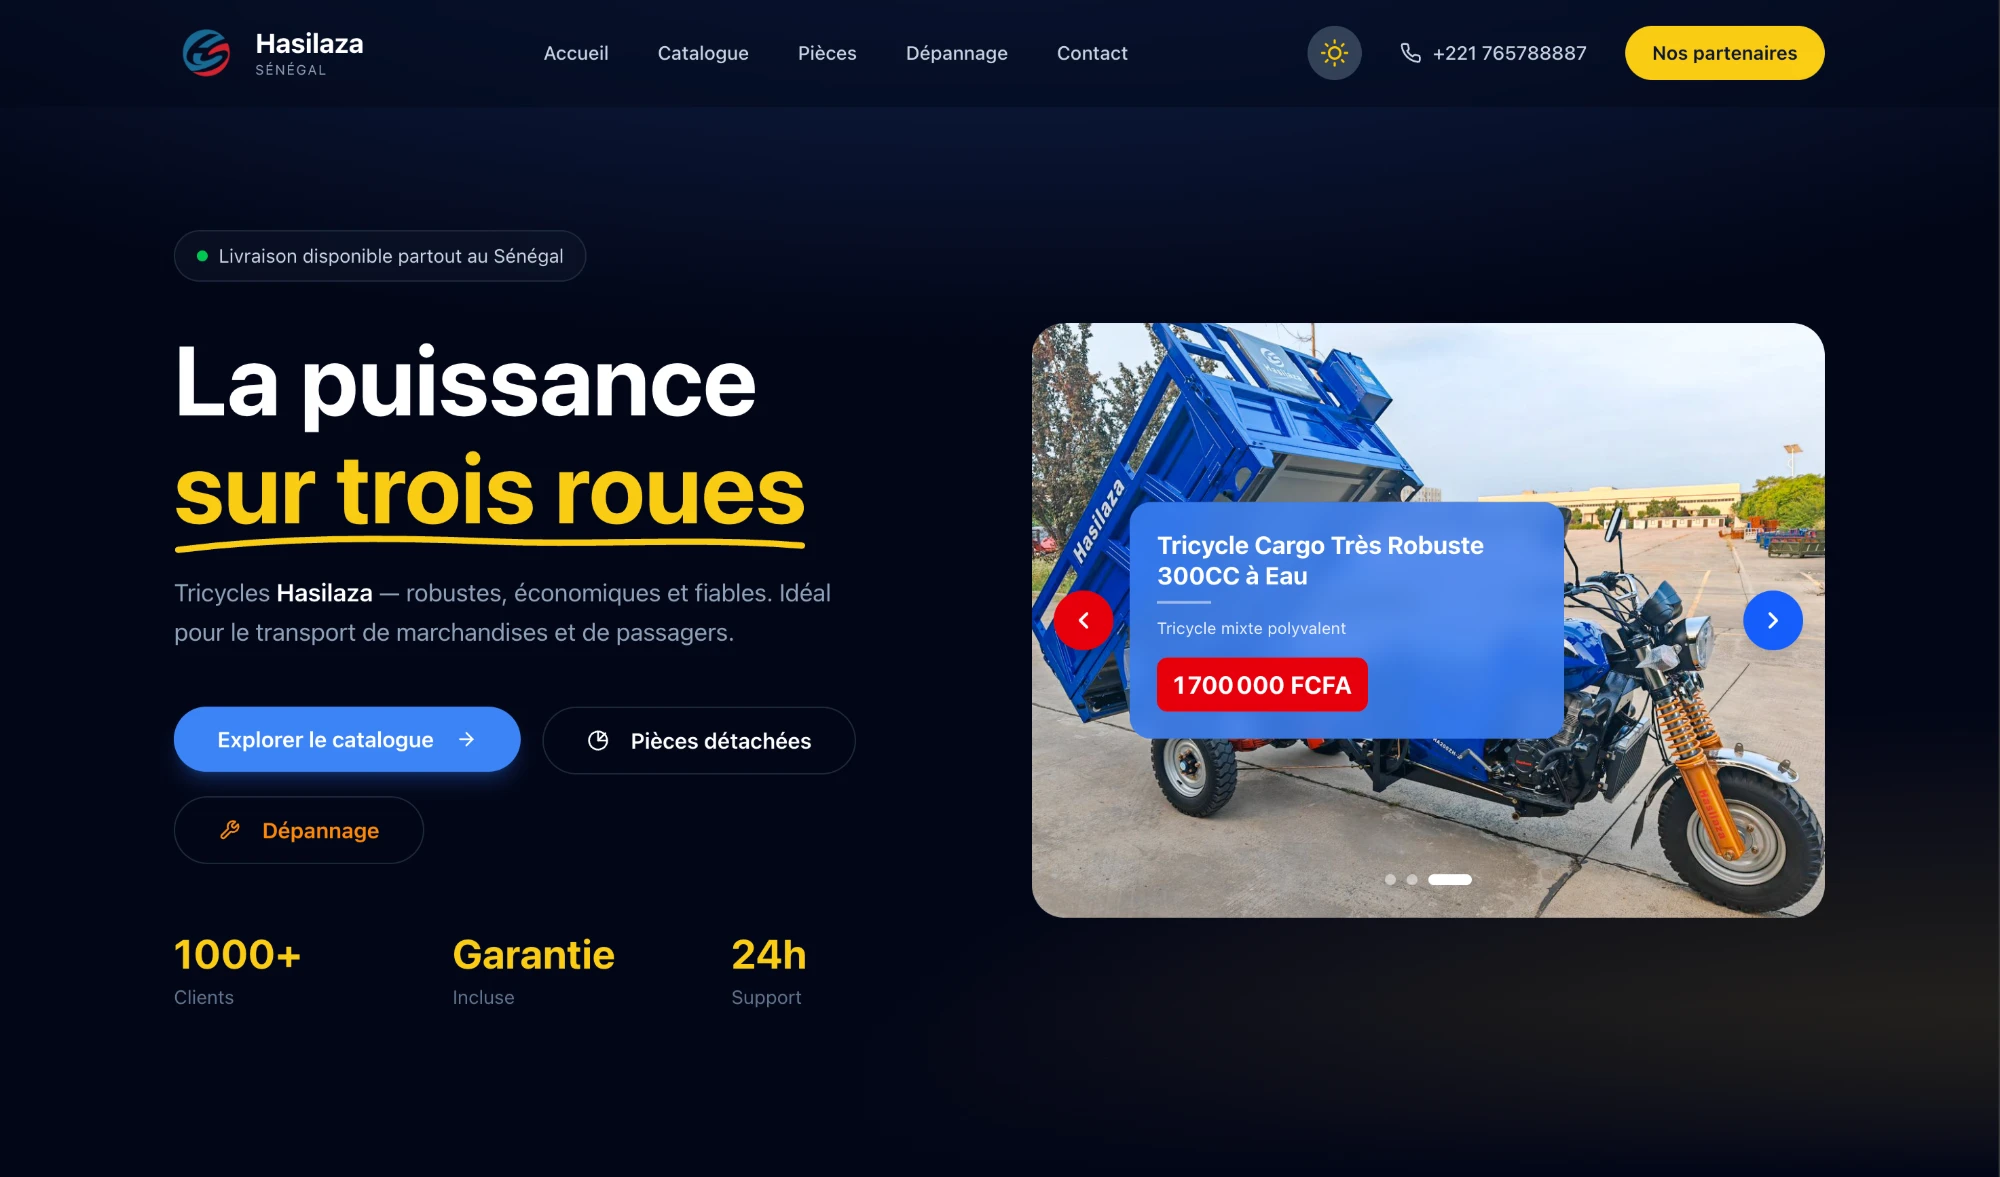 Hasilaza
SÉNÉGAL
Accueil
Catalogue
Pièces
Dépannage
Contact
+221 765788887
Nos partenaires
Livraison disponible partout au Sénégal
La puissance
sur trois roues
Tricycles Hasilaza — robustes, économiques et fiables. Idéal
pour le transport de marchandises et de passagers.
Explorer le catalogue
Pièces détachées
Dépannage
1000+
Clients
Garantie
Incluse
24h
Support
Hasilaza
Hasilaza
Tricycle Cargo Très Robuste
300CC à Eau
Tricycle mixte polyvalent
1 700 000 FCFA
Hasilaza